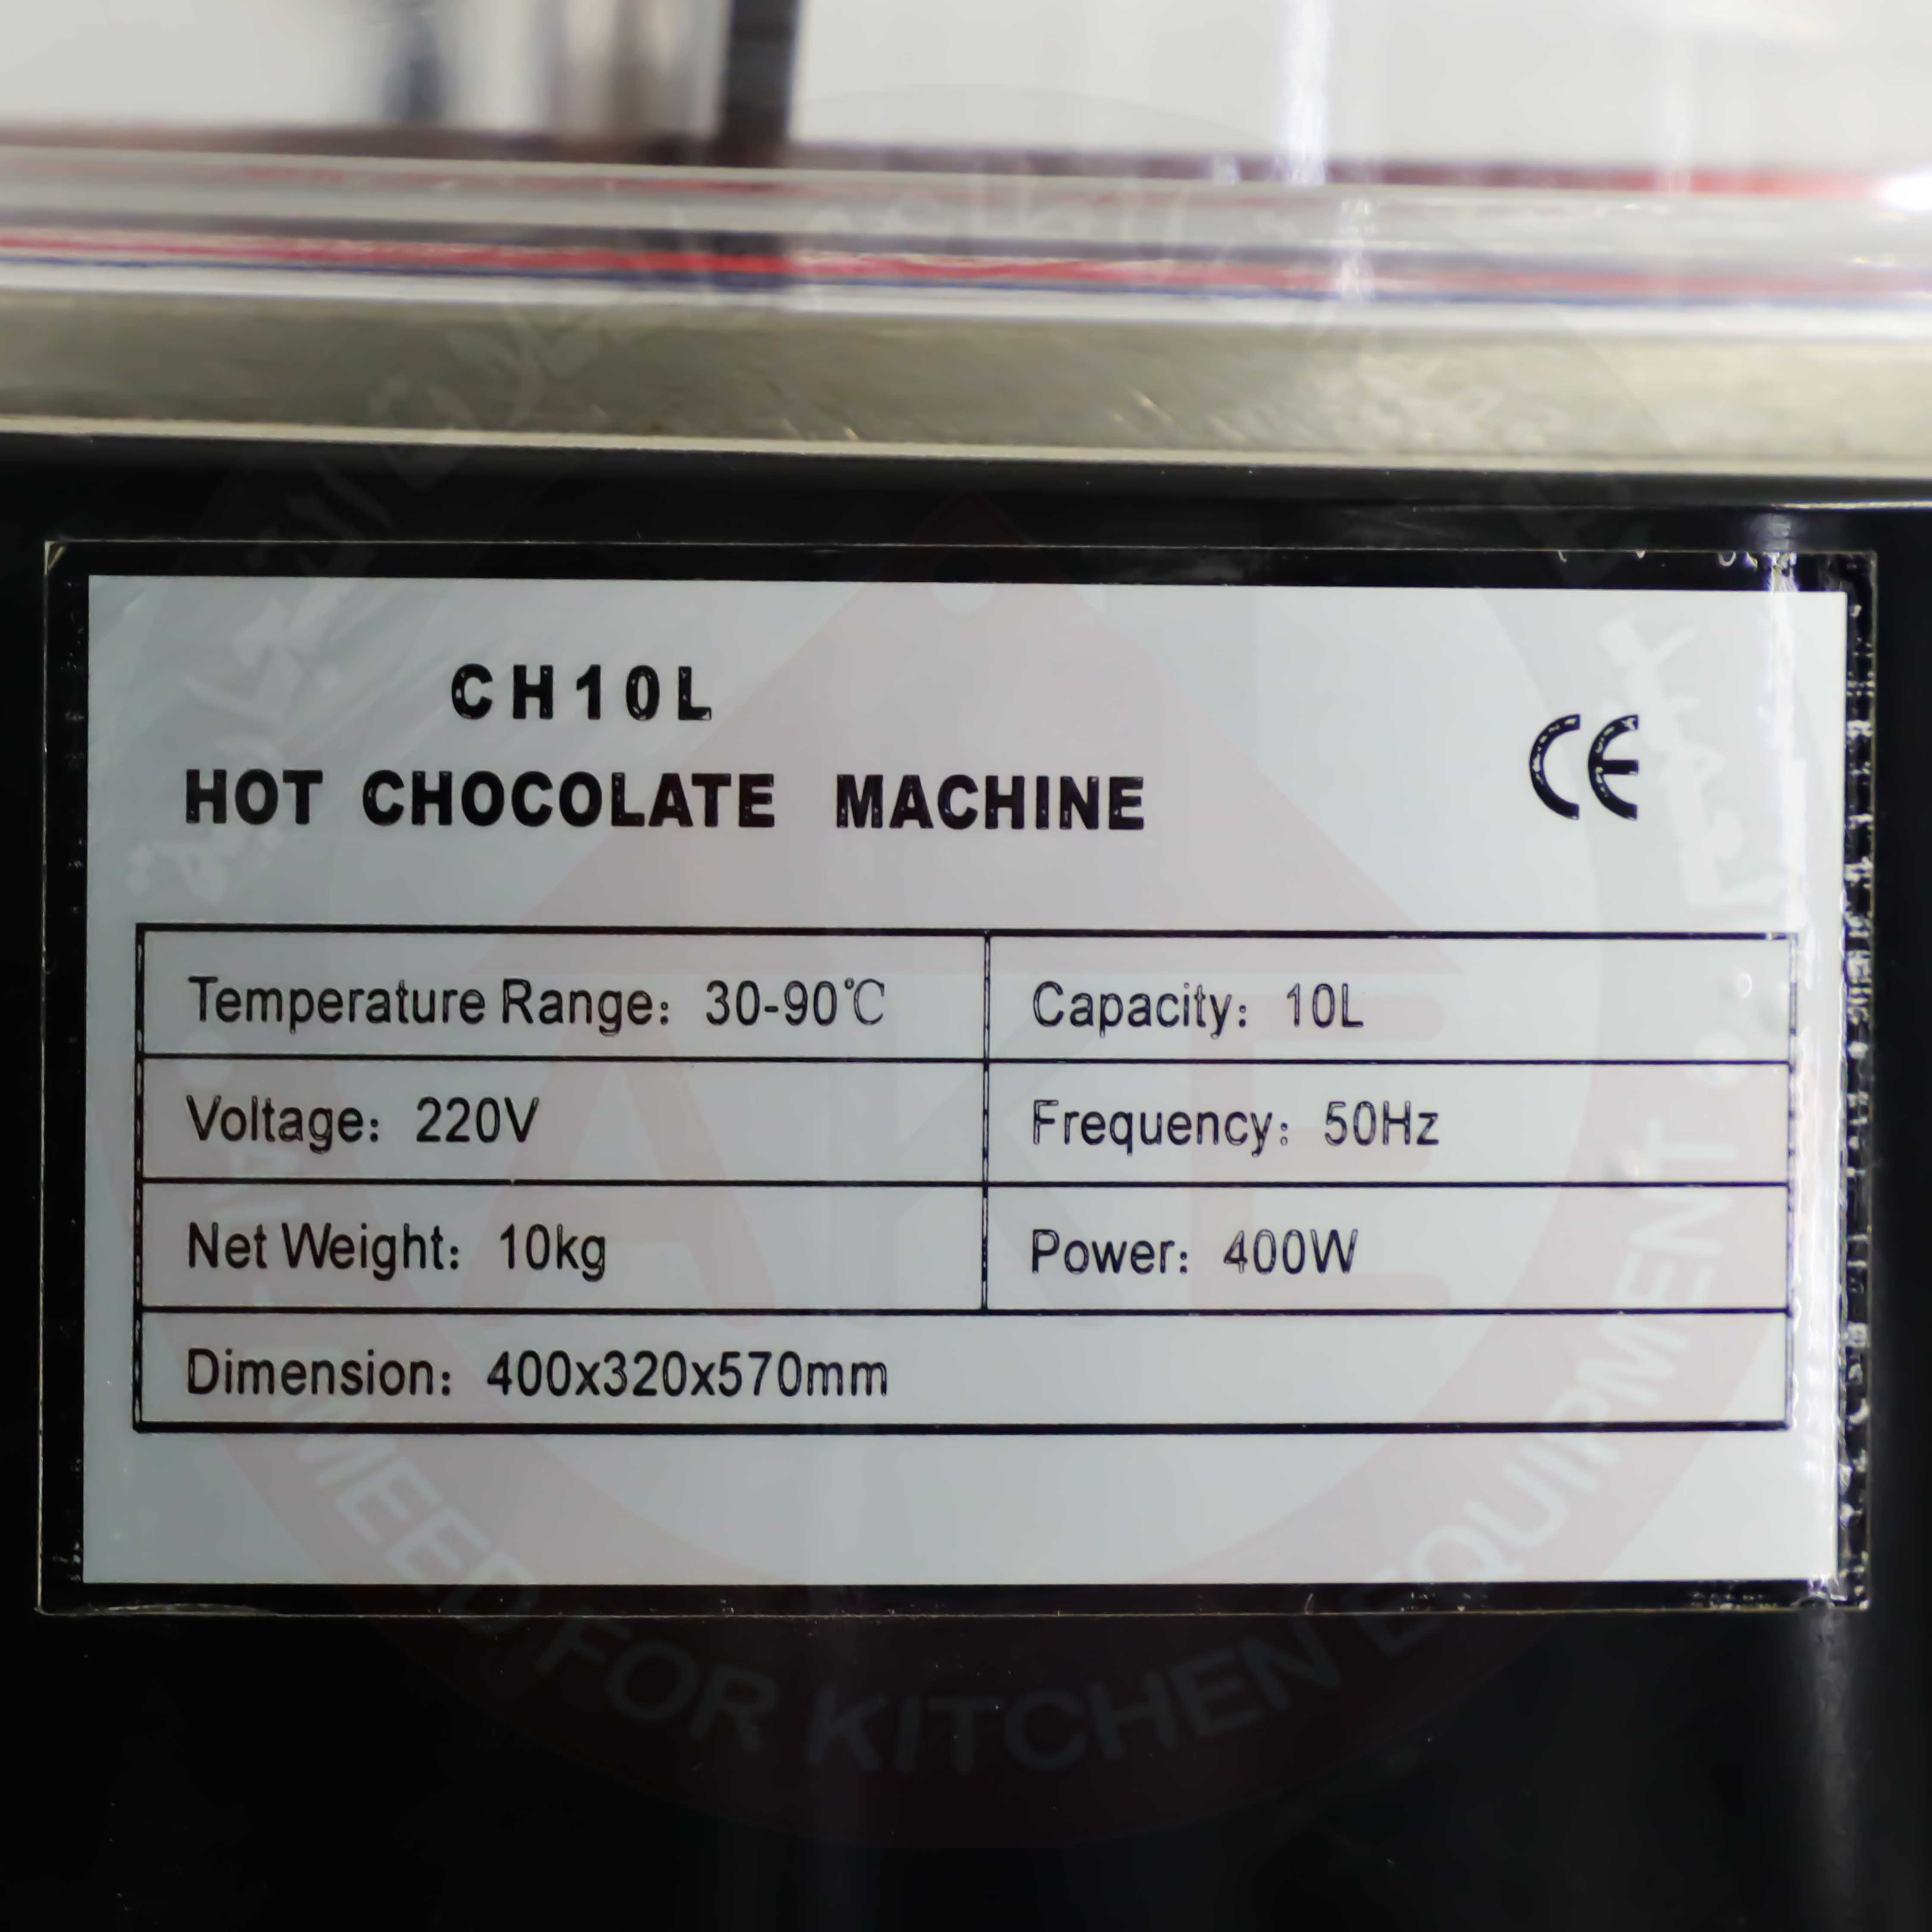 CH10L
HOT CHOCOLATE MACHINE
CE
Temperature Range: 30-90℃ Capacity: 10L
Voltage: 220V Frequency: 50Hz
Net Weight: 10kg Power: 400W
Dimension: 400x320x570mm
AKE
FOR KITCHEN EQUIPMENT